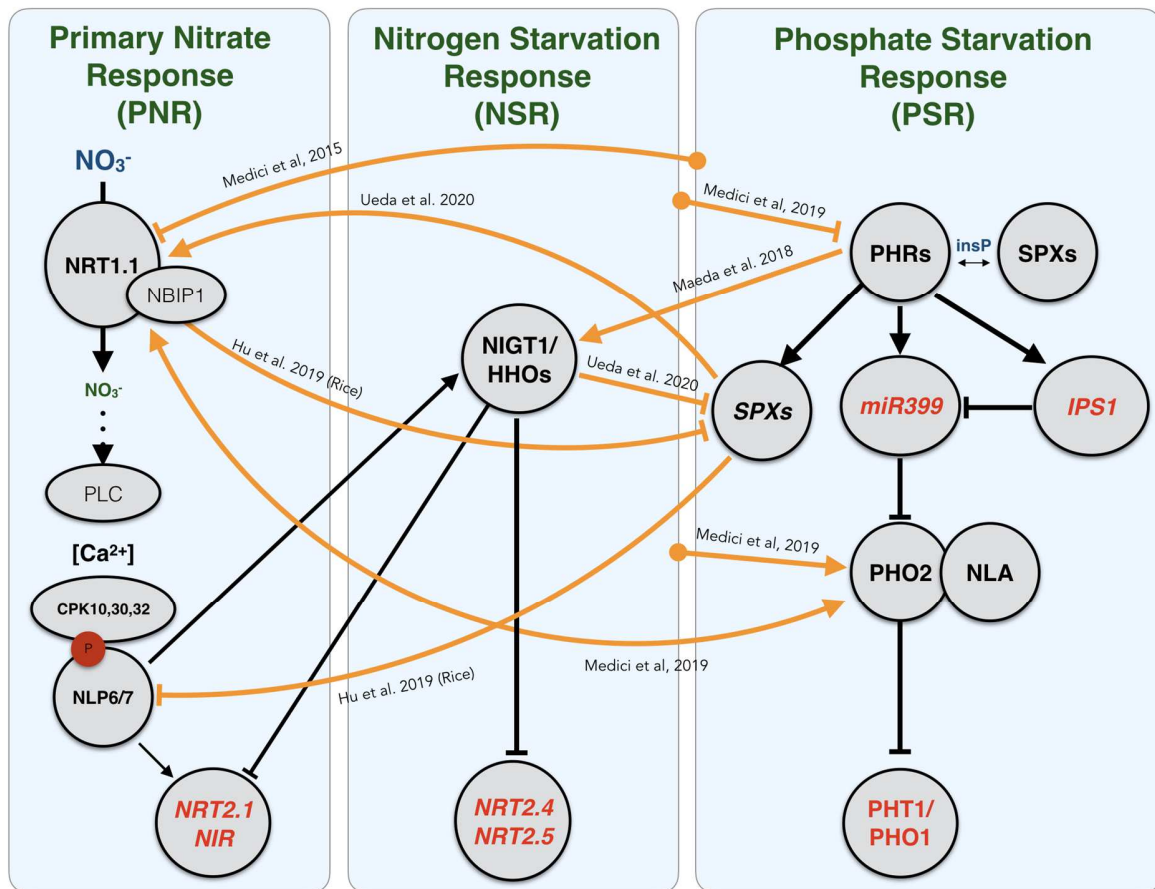 Primary Nitrate
Response
(PNR)
Nitrogen Starvation
Response
(NSR)
Phosphate Starvation
Response
(PSR)
NO₃⁻
Medici et al, 2015
Ueda et al. 2020
Medici et al, 2019
Maeda et al. 2018
NRT1.1
NBIP1
PHRs
insP
SPXs
Hu et al. 2019 (Rice)
NIGT1/
HHOs
Ueda et al. 2020
SPXs
miR399
IPS1
NO₃⁻
PLC
[Ca²⁺]
CPK10,30,32
P
NLP6/7
Medici et al, 2019
PHO2
NLA
Medici et al, 2019
Hu et al. 2019 (Rice)
NRT2.1
NIR
NRT2.4
NRT2.5
PHT1/
PHO1